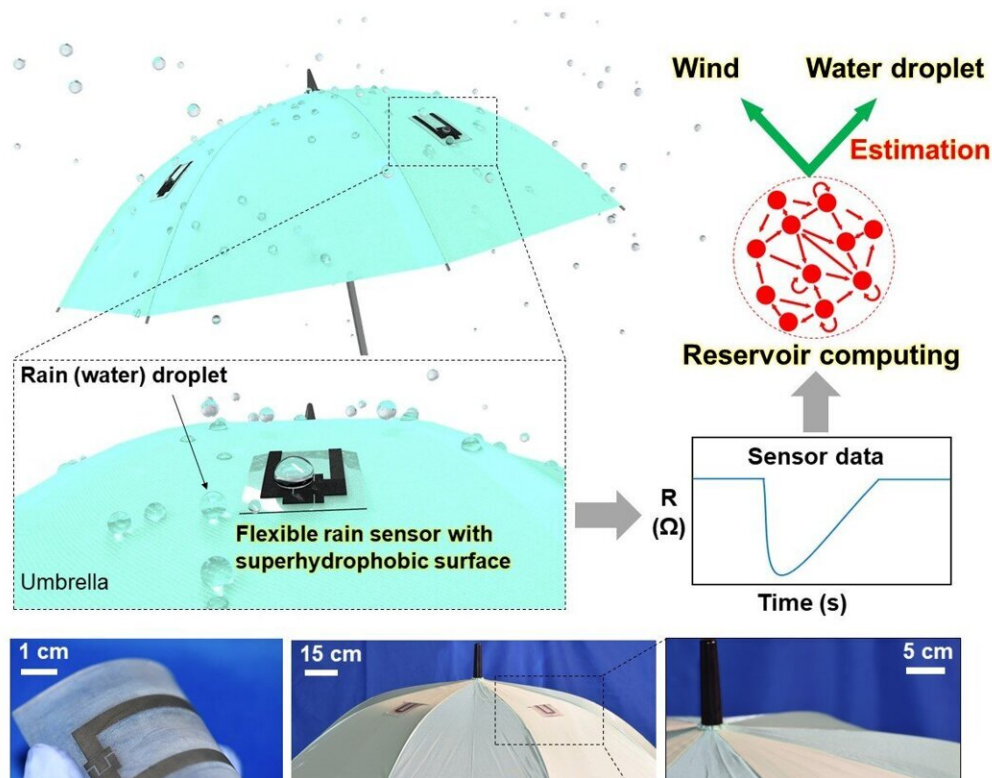 Wind
Water droplet
Estimation
Reservoir computing
Rain (water) droplet
Flexible rain sensor with
superhydrophobic surface
Umbrella
Sensor data
R
(Ω)
Time (s)
1 cm
15 cm
5 cm